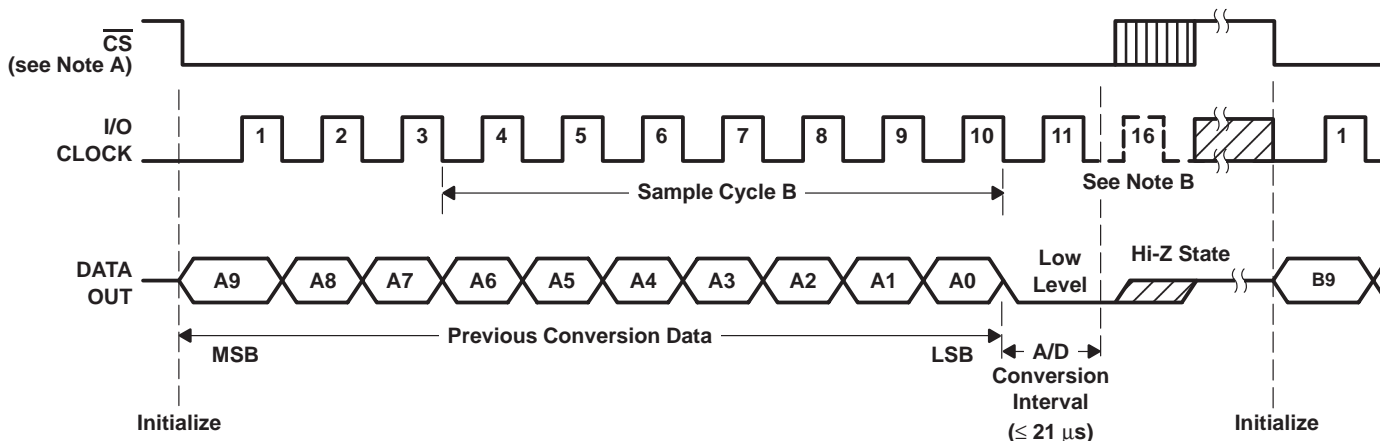 CS
(see Note A)
I/O
CLOCK
1 2 3 4 5 6 7 8 9 10 11 16 1
See Note B
Sample Cycle B
DATA
OUT
A9 A8 A7 A6 A5 A4 A3 A2 A1 A0
Low
Level
Hi-Z State
B9
Previous Conversion Data
MSB
LSB
A/D
Conversion
Interval
(≤ 21 μs)
Initialize
Initialize